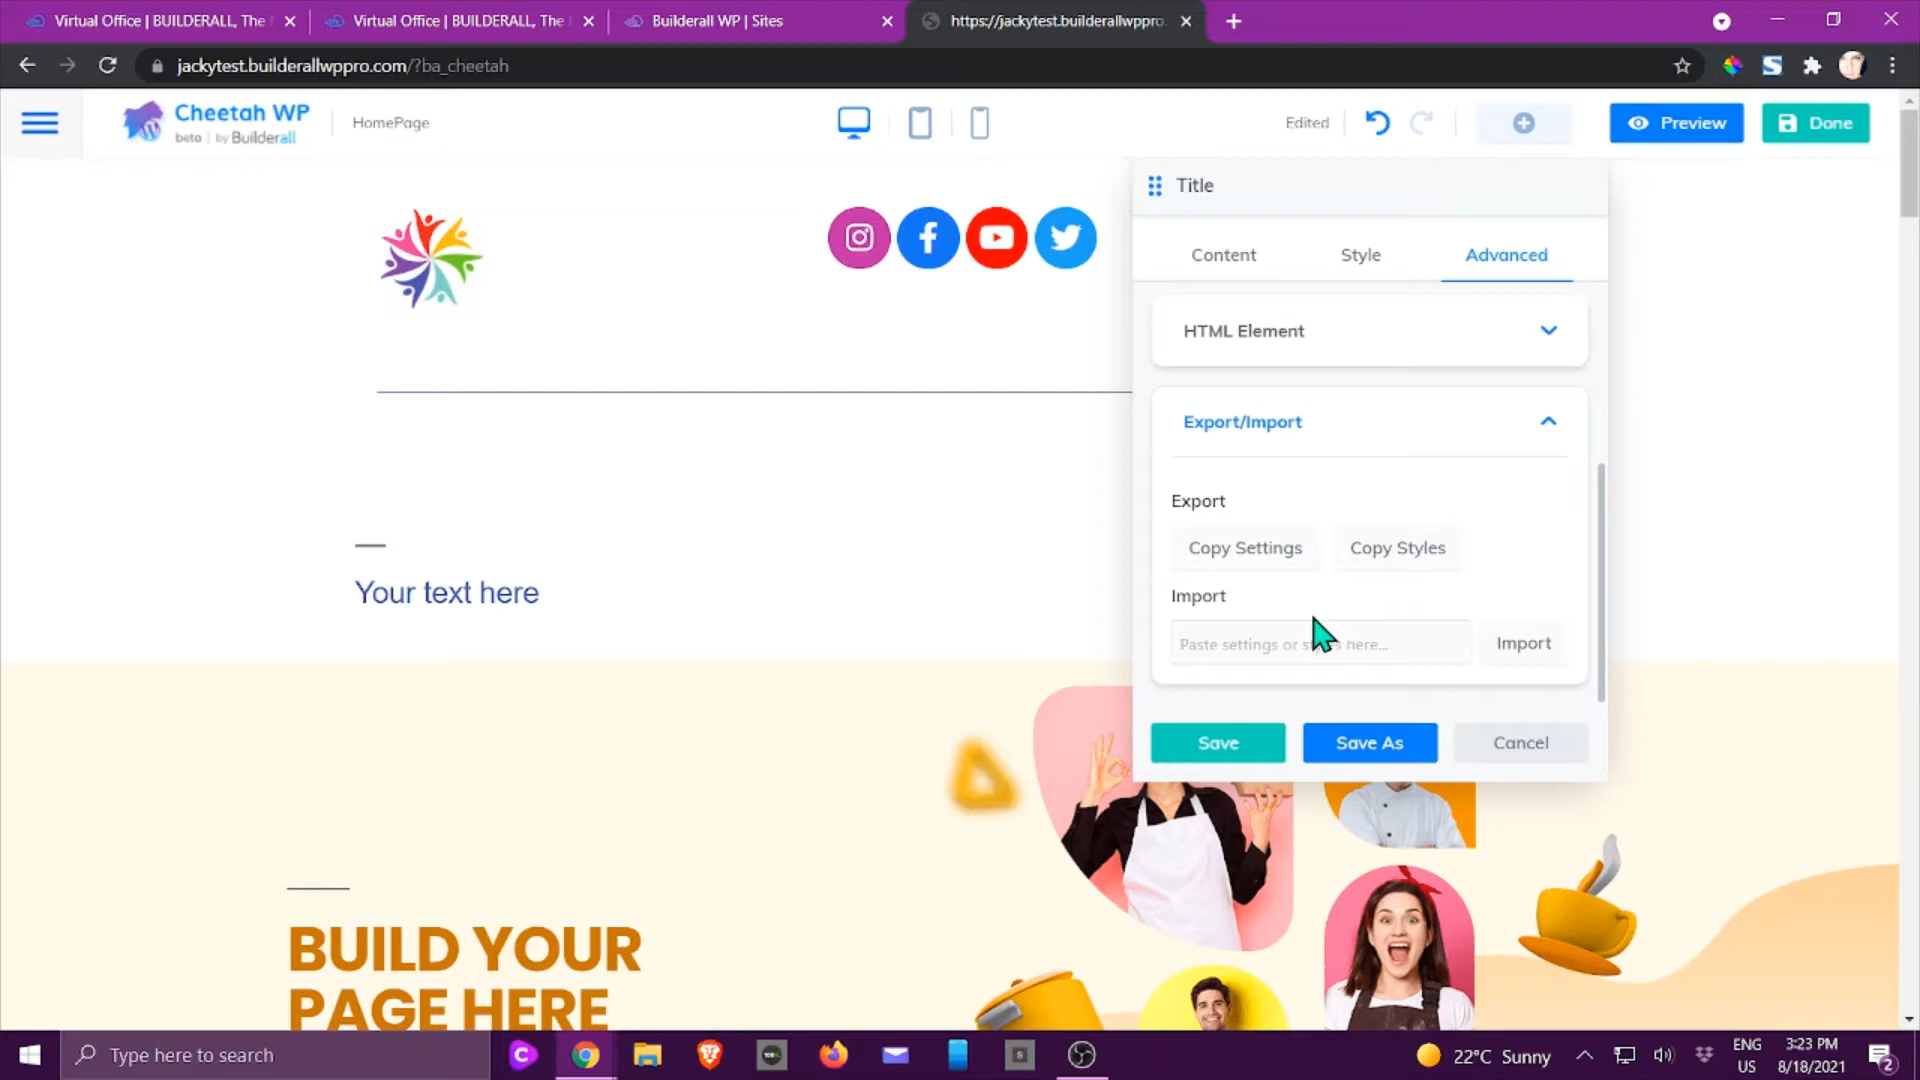 Virtual Office | BUILDERALL, The
Virtual Office | BUILDERALL, The
Builderall WP | Sites
https://jackytest.builderallwppro.
jackytest.builderallwppro.com/?ba_cheetah
Cheetah WP
beta | by Builderall
HomePage
Edited
Preview
Done
Title
Content
Style
Advanced
HTML Element
Export/Import
Export
Copy Settings
Copy Styles
Import
Paste settings or styles here...
Import
Save
Save As
Cancel
Your text here
BUILD YOUR
PAGE HERE
Type here to search
22°C Sunny
ENG
US
3:23 PM
8/18/2021
2